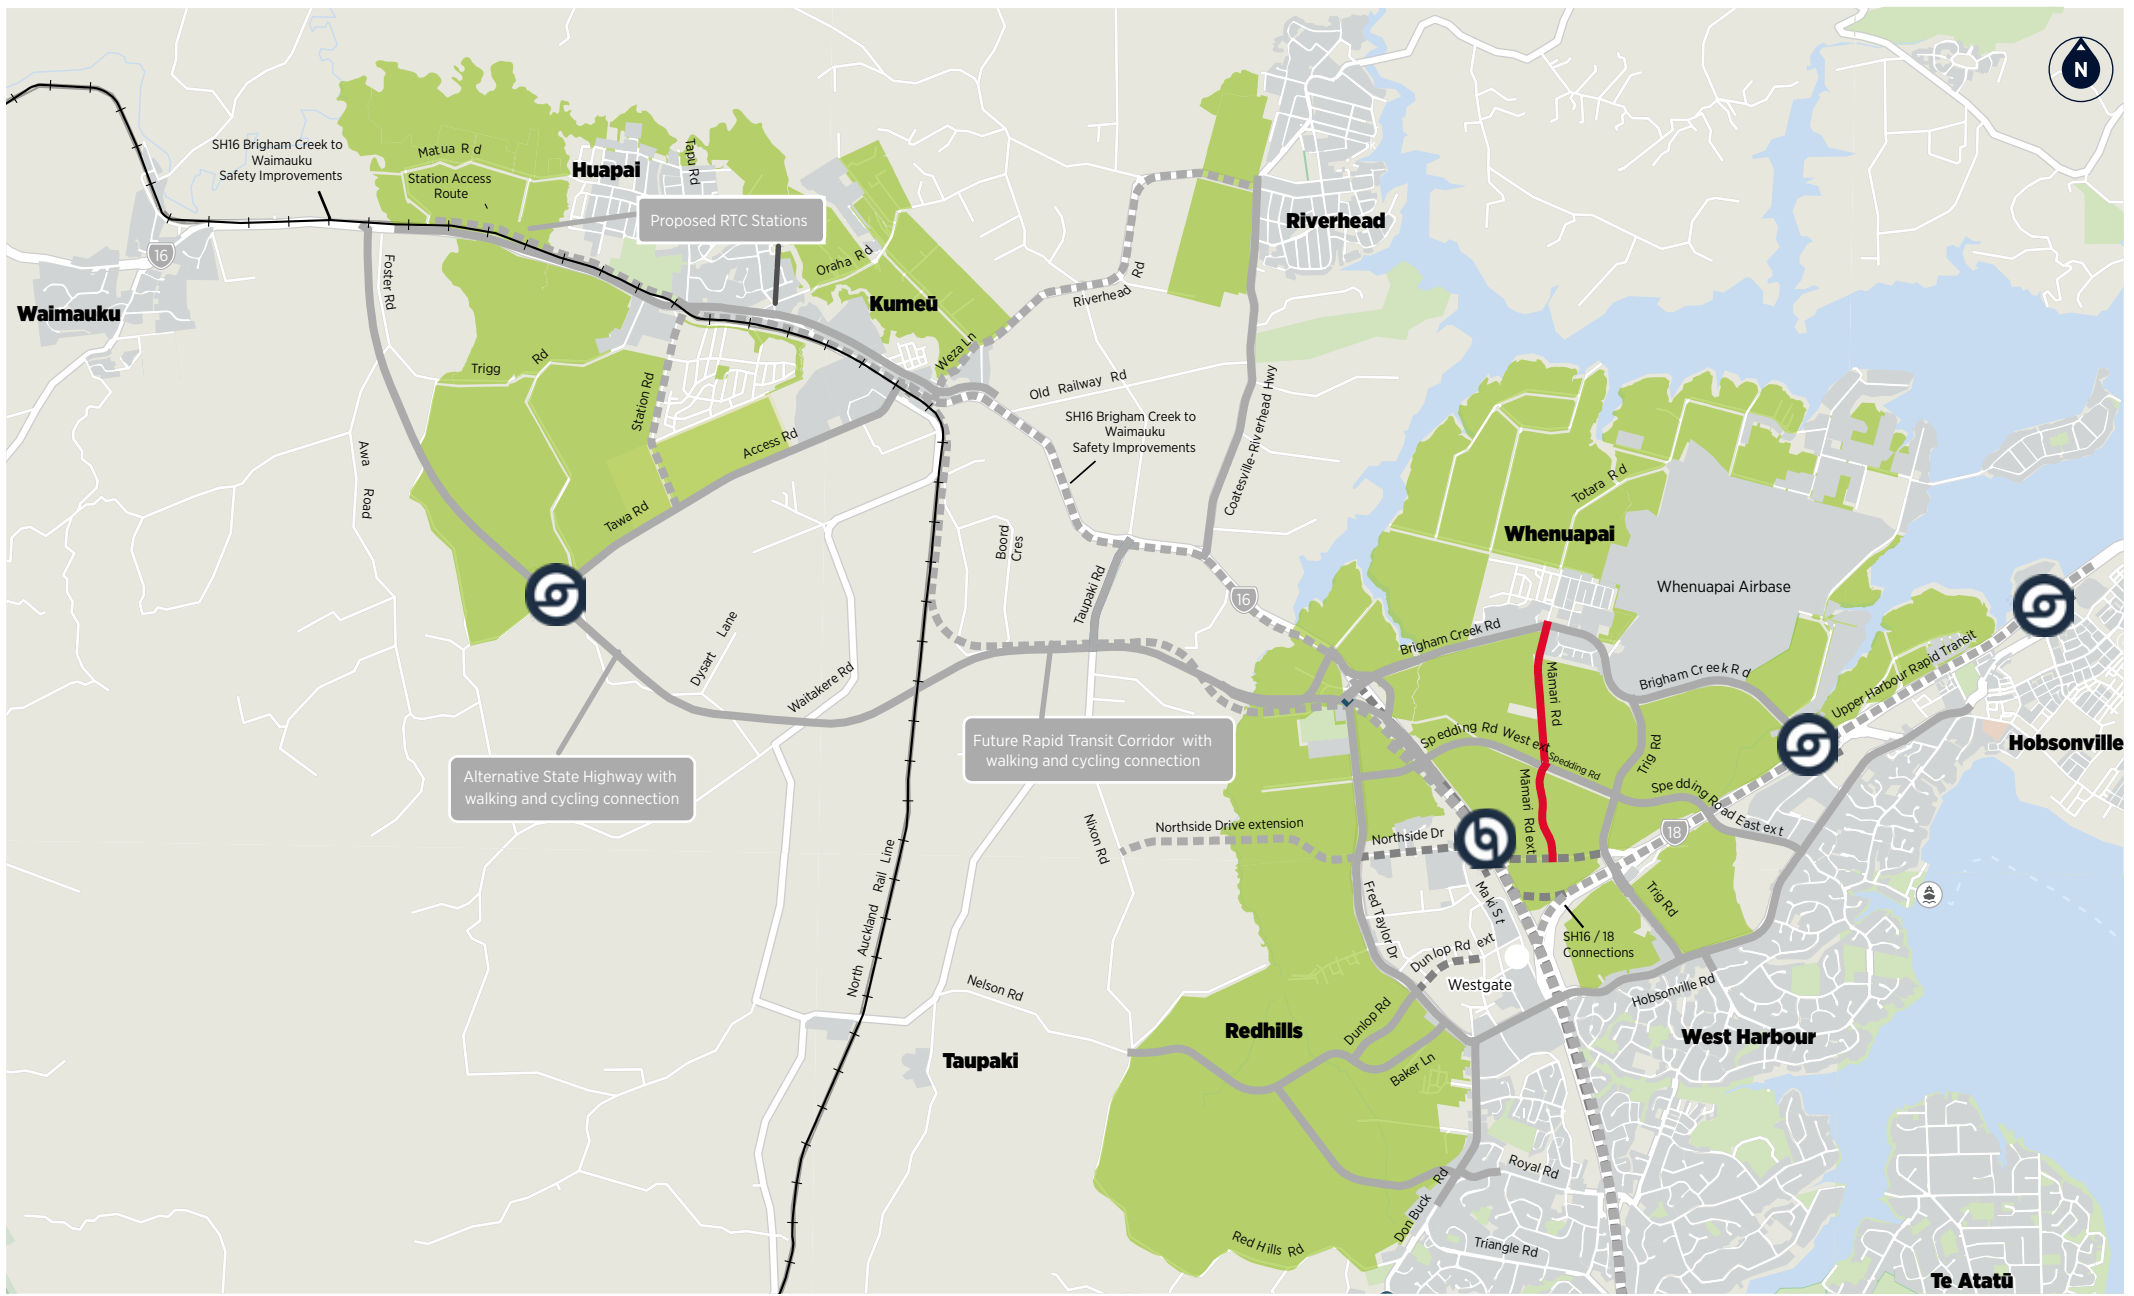 N
SH16 Brigham Creek to
Waimauku
Safety Improvements
Matua Rd
Station Access
Route
Huapai
Tapu Rd
Proposed RTC Stations
Riverhead
16
Waimauku
Foster Rd
Oraha Rd
Kumeū
Riverhead Rd
Weza Ln
Trigg Rd
Station Rd
Old Railway Rd
SH16 Brigham Creek to
Waimauku
Safety Improvements
Coatesville-Riverhead Hwy
Awa Road
Access Rd
Tawa Rd
Boord
Cres
Taupaki Rd
16
Totara Rd
Whenuapai
Whenuapai Airbase
Dysart Lane
Waitakere Rd
Brigham Creek Rd
Māmari Rd
Brigham Creek Rd
Upper Harbour Rapid Transit
Hobsonville
Alternative State Highway with
walking and cycling connection
Future Rapid Transit Corridor with
walking and cycling connection
Spedding Rd West ext
Spedding Rd
Trig Rd
Māmari Rd ext
Spedding Road East ext
18
Nixon Rd
Northside Drive extension
Northside Dr
North Auckland Rail Line
Fred Taylor Dr
Maki St
Trig Rd
SH16 / 18
Connections
Dunlop Rd ext
Westgate
Nelson Rd
Hobsonville Rd
Dunlop Rd
Redhills
West Harbour
Taupaki
Baker Ln
Royal Rd
Don Buck Rd
Red Hills Rd
Triangle Rd
Te Atatū